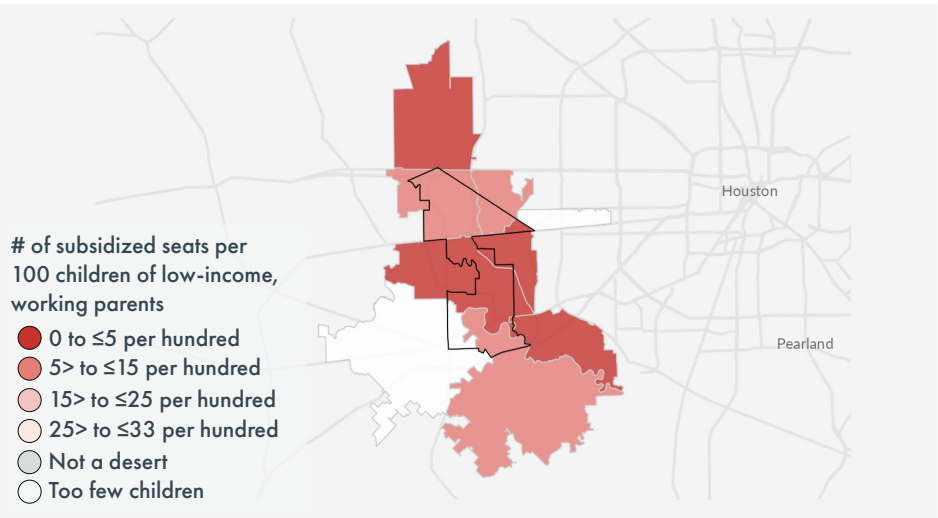 Houston
# of subsidized seats per
100 children of low-income,
working parents
0 to ≤5 per hundred
5> to ≤15 per hundred
Pearland
15> to ≤25 per hundred
25> to ≤33 per hundred
Not a desert
Too few children